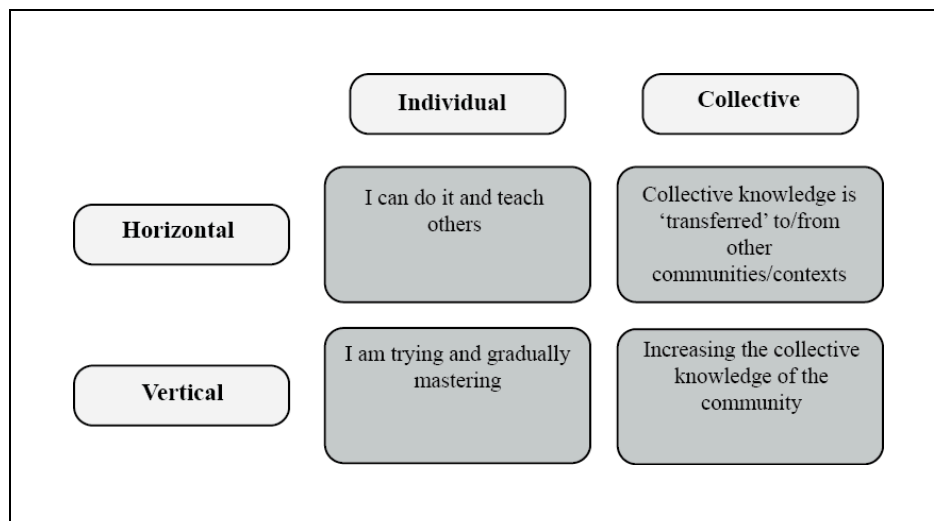 Individual
Collective
Horizontal
I can do it and teach
others
Collective knowledge is
‘transferred’ to/from
other
communities/contexts
Vertical
I am trying and gradually
mastering
Increasing the collective
knowledge of the
community